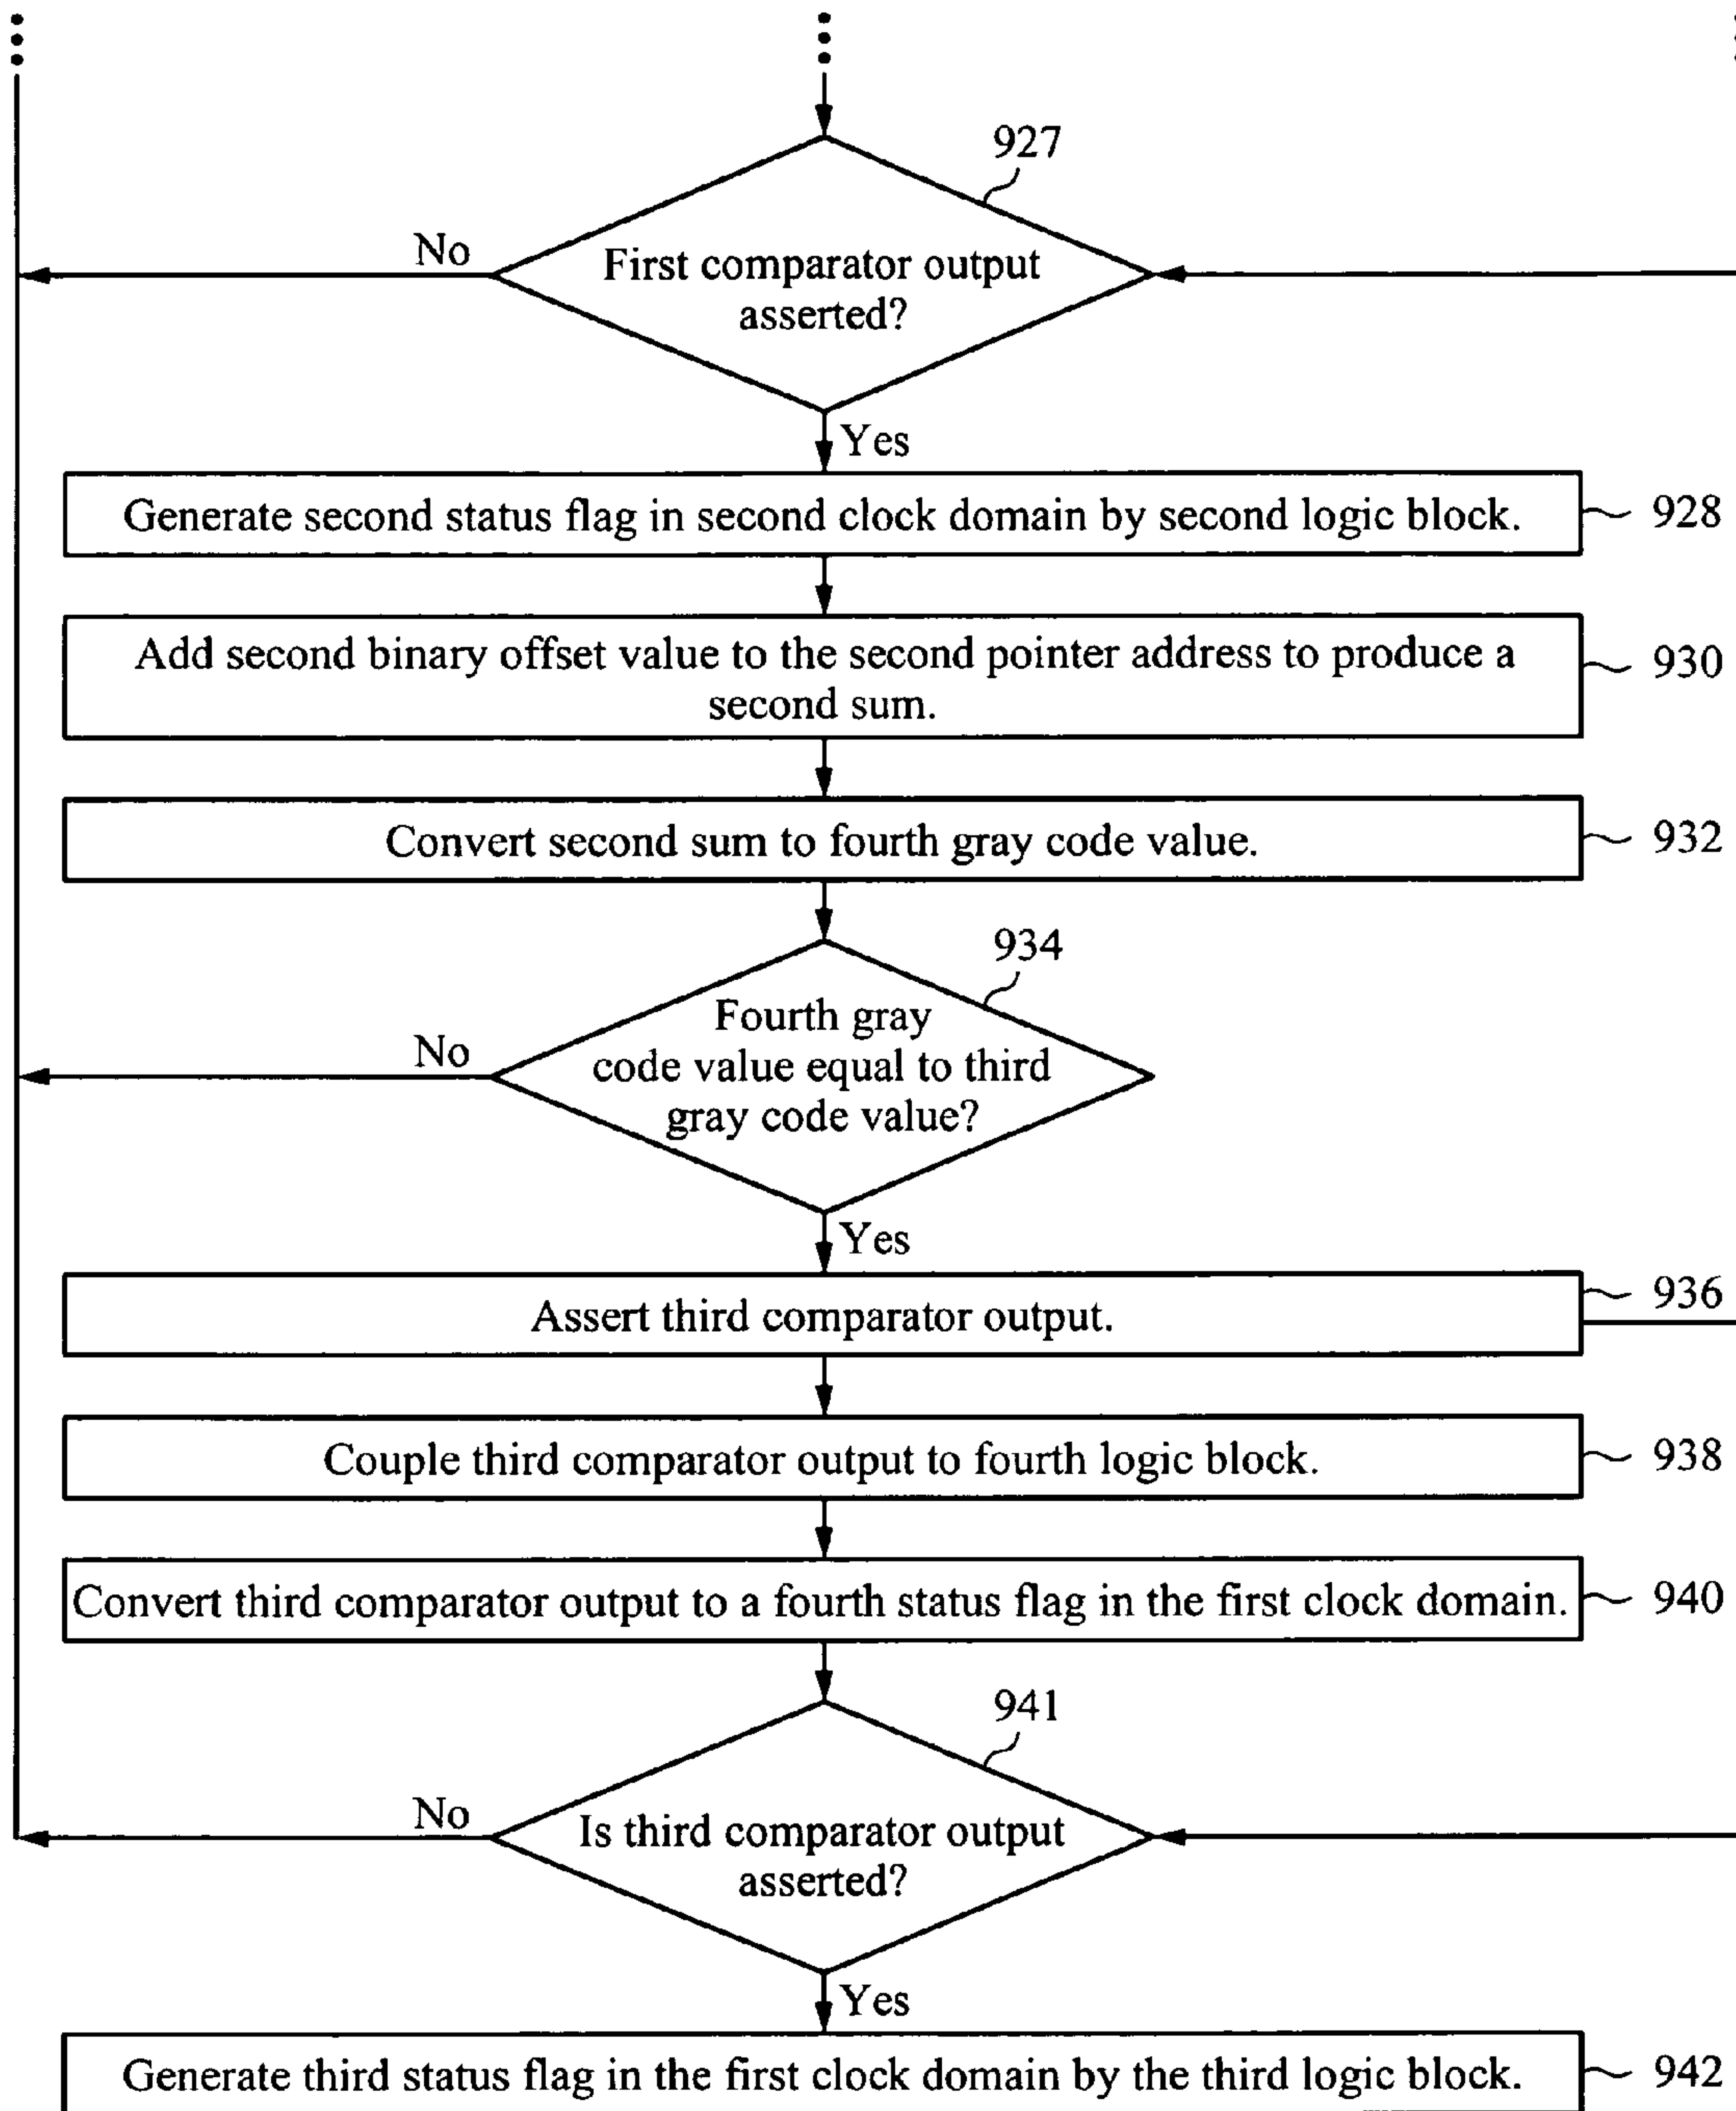 927
First comparator output
asserted?
No
Yes
Generate second status flag in second clock domain by second logic block.
928
Add second binary offset value to the second pointer address to produce a
second sum.
930
Convert second sum to fourth gray code value.
932
934
Fourth gray
code value equal to third
gray code value?
No
Yes
Assert third comparator output.
936
Couple third comparator output to fourth logic block.
938
Convert third comparator output to a fourth status flag in the first clock domain.
940
941
Is third comparator output
asserted?
No
Yes
Generate third status flag in the first clock domain by the third logic block.
942